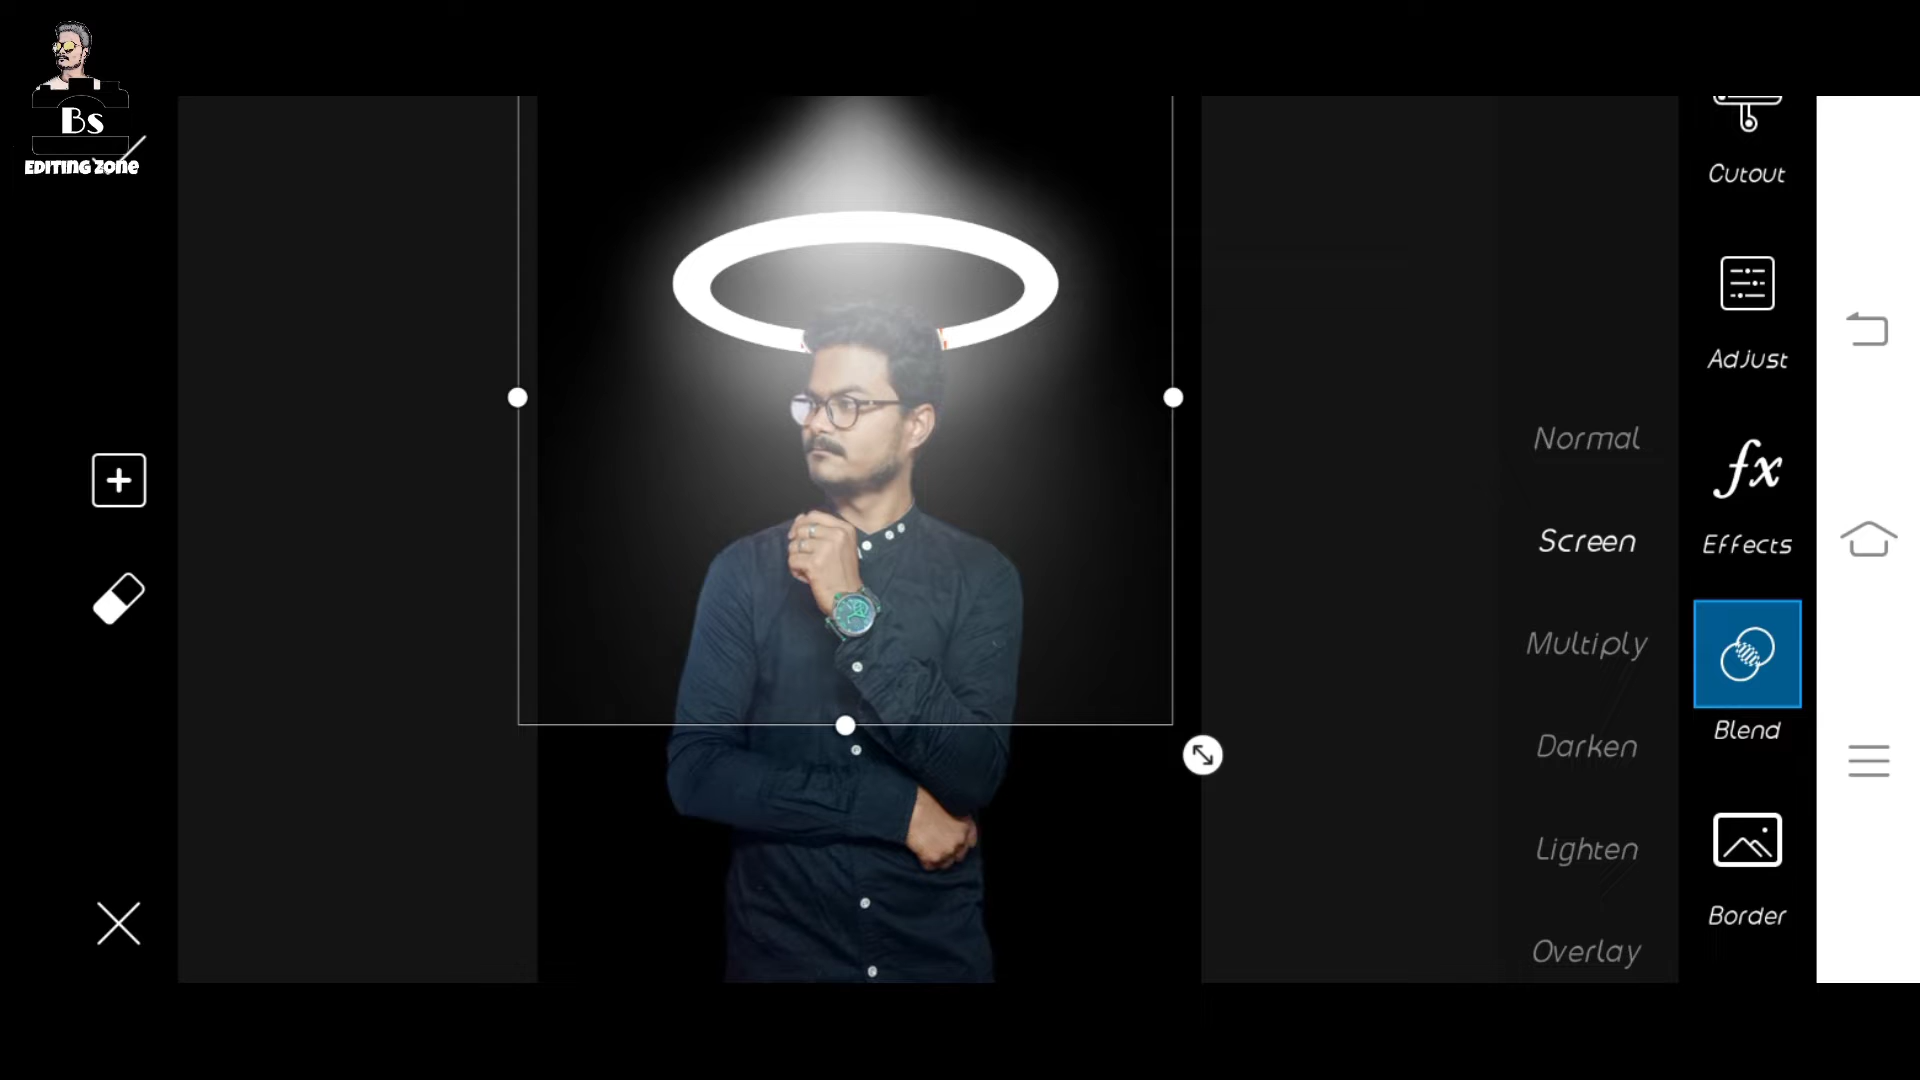 Bs
EDITING ZONE
Cutout
Adjust
fx
Effects
Blend
Border
Normal
Screen
Multiply
Darken
Lighten
Overlay